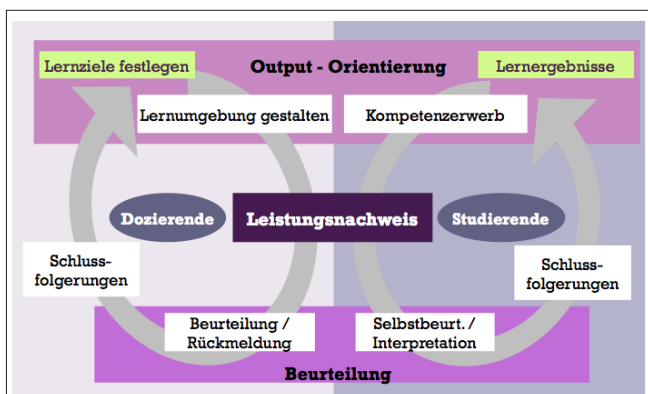 Lernziele festlegen
Output - Orientierung
Lernergebnisse
Lernumgebung gestalten
Kompetenzerwerb
Dozierende
Leistungsnachweis
Studierende
Schluss-
folgerungen
Schluss-
folgerungen
Beurteilung /
Rückmeldung
Selbstbeurt. /
Interpretation
Beurteilung